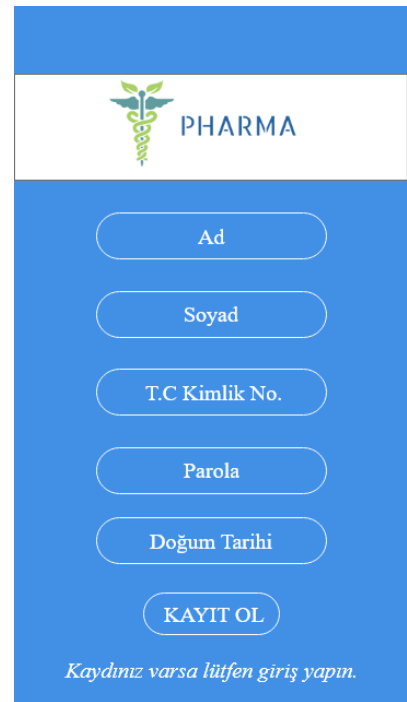 PHARMA
Ad
Soyad
T.C Kimlik No.
Parola
Doğum Tarihi
KAYIT OL
Kaydınız varsa lütfen giriş yapın.